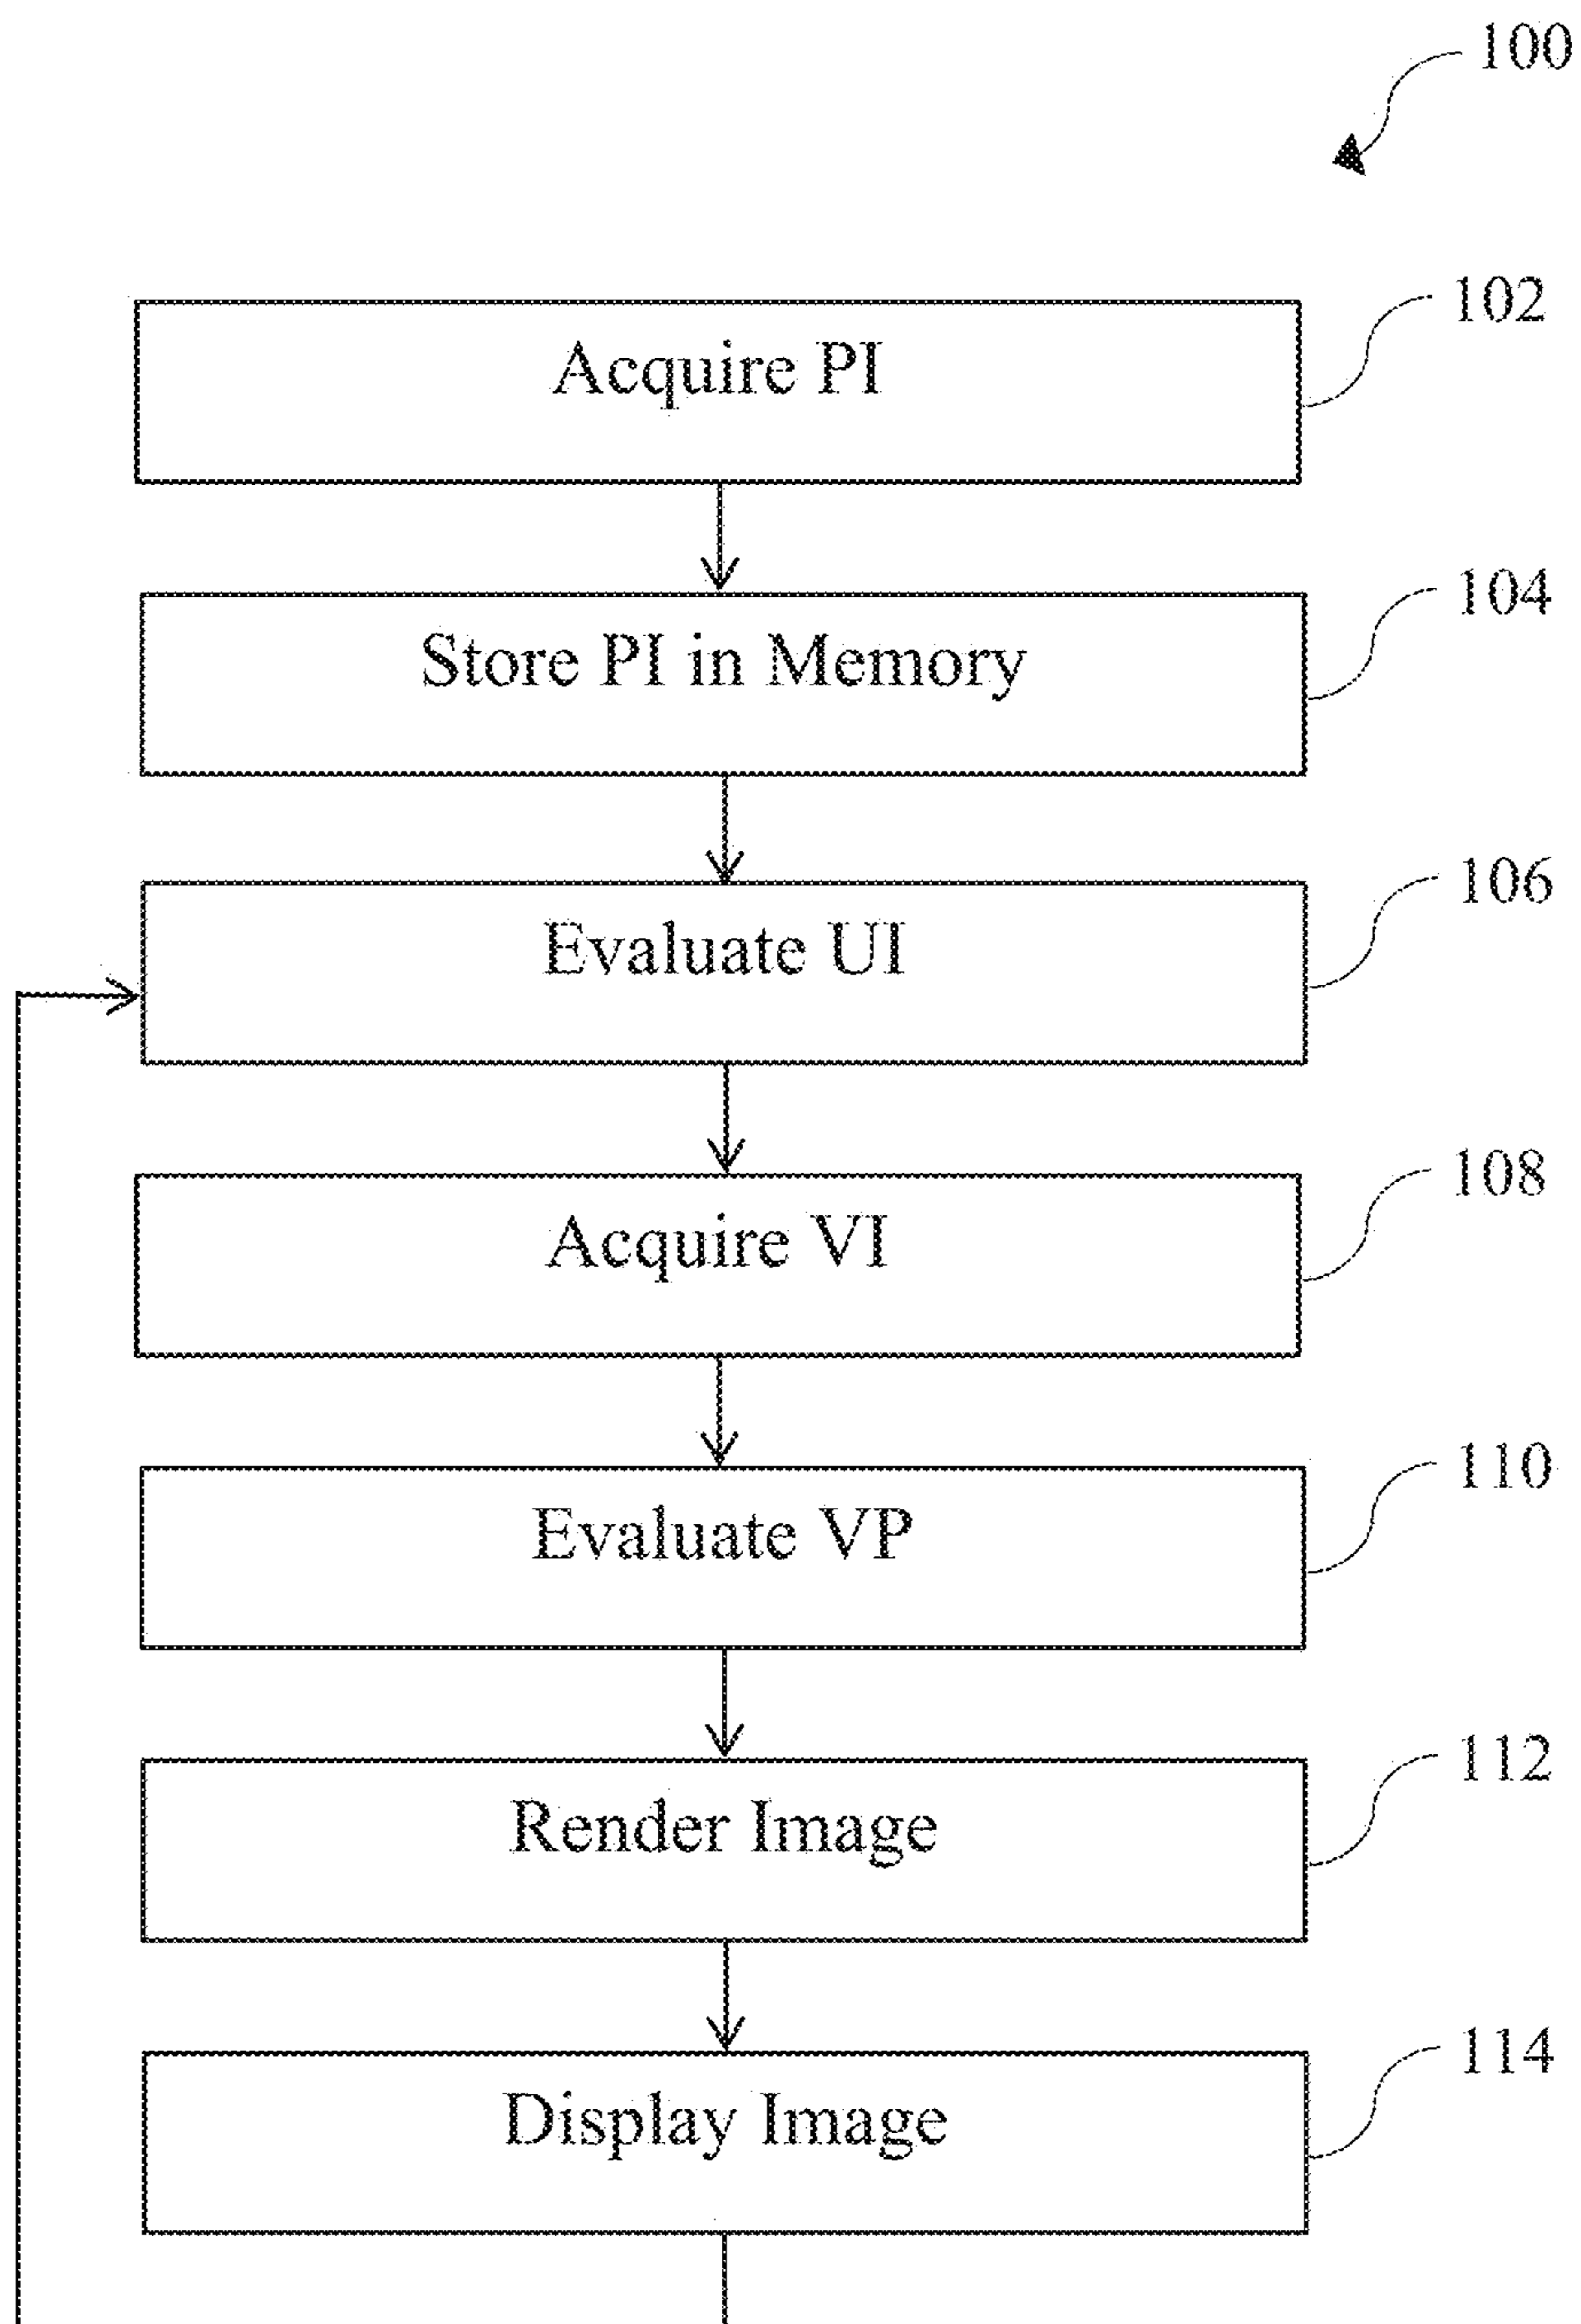 100
Acquire PI
102
Store PI in Memory
104
Evaluate UI
106
Acquire VI
108
Evaluate VP
110
Render Image
112
Display Image
114